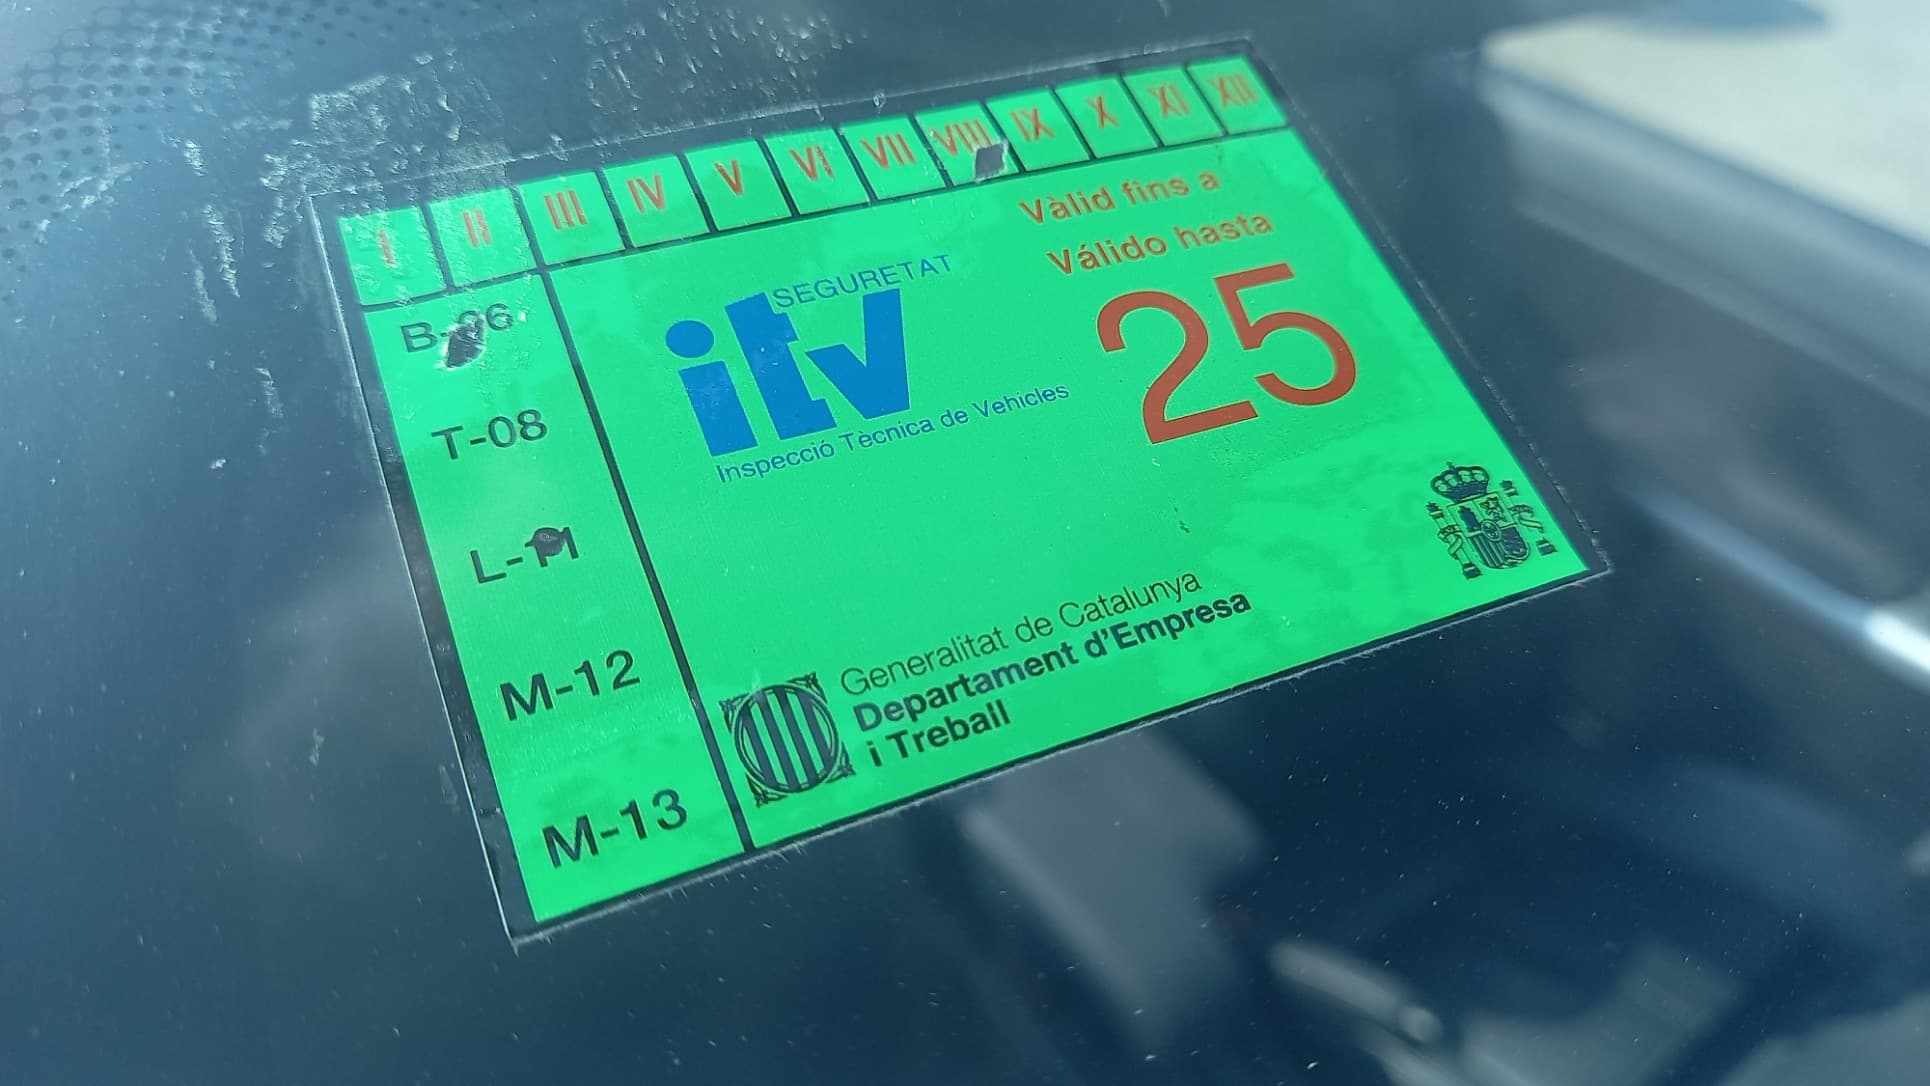 I II III IV V VI VII VIII IX X XI XII
Vàlid fins a
Válido hasta
25
SEGURETAT
itv
Inspecció Tècnica de Vehicles
T-08
M-12
M-13
Generalitat de Catalunya
Departament d'Empresa
i Treball